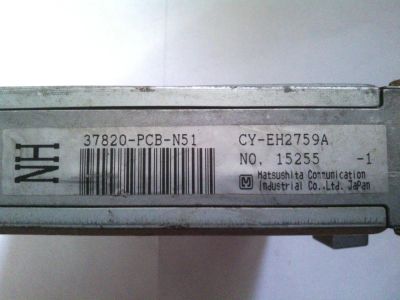 NH
37820-PCB-N51 CY-EH2759A
NO. 15255 -1
M Matsushita Communication
Industrial Co.,Ltd. JaPan